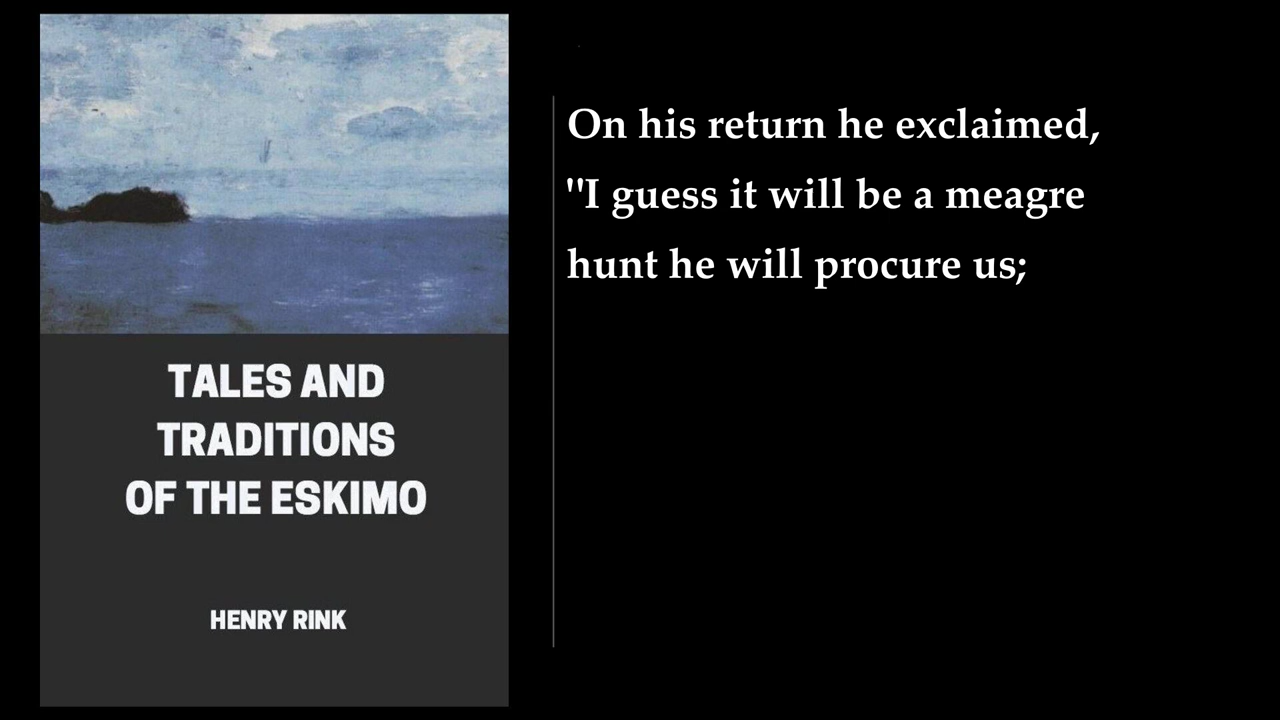 TALES AND
TRADITIONS
OF THE ESKIMO
HENRY RINK
On his return he exclaimed,
"I guess it will be a meagre
hunt he will procure us;